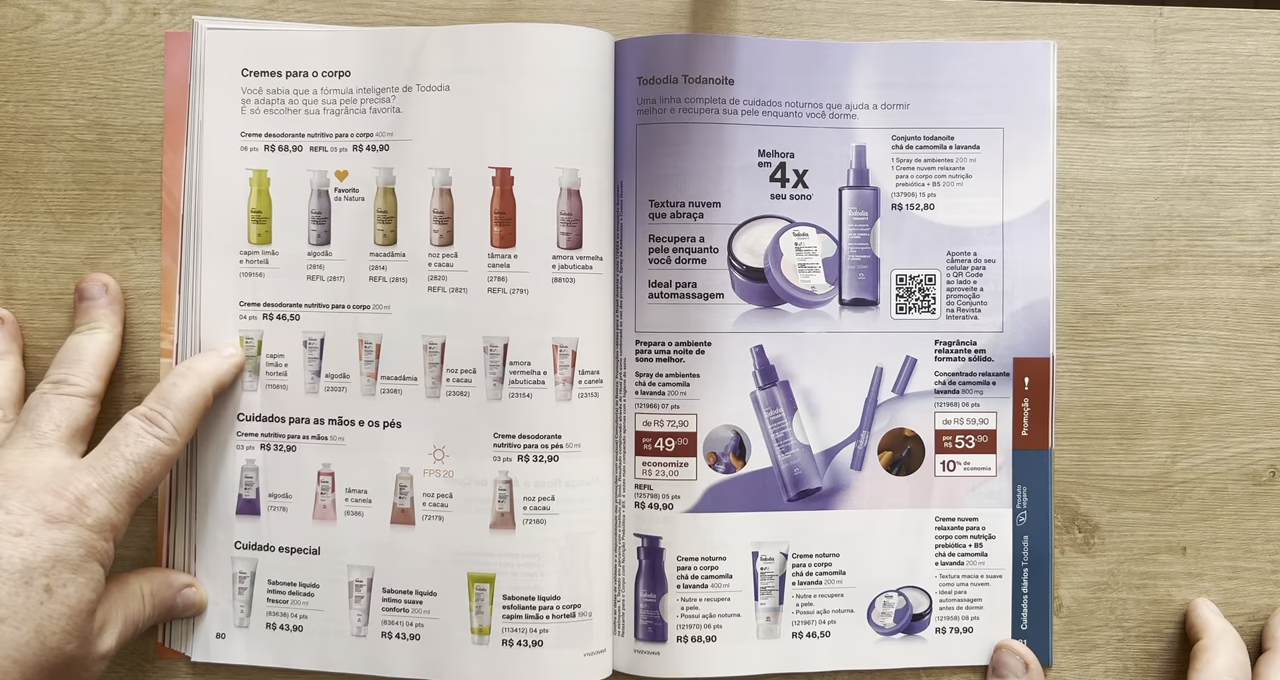 Cremes para o corpo
Você sabia que a fórmula inteligente de Tododia
se adapta ao que sua pele precisa?
É só escolher sua fragrância favorita.
Creme desodorante nutritivo para o corpo 400 ml
06 pts R$ 68,90 REFIL 05 pts R$ 49,90
Favorito
da Natura
capim limão
e hortelã
(109156)
algodão
(2816)
REFIL (2817)
macadâmia
(2814)
REFIL (2815)
noz pecã
e cacau
(2820)
REFIL (2821)
tâmara e
canela
(2786)
REFIL (2791)
amora vermelha
e jabuticaba
(88103)
Creme desodorante nutritivo para o corpo 200 ml
04 pts R$ 46,50
capim
limão e
hortelã
(110810)
algodão
(23037)
macadâmia
(23081)
noz pecã
e cacau
(23082)
amora
vermelha e
jabuticaba
(23154)
tâmara
e canela
(23153)
Cuidados para as mãos e os pés
Creme nutritivo para as mãos 50 ml
03 pts R$ 32,90
FPS 20
Creme desodorante
nutritivo para os pés 50 ml
03 pts R$ 32,90
algodão
(72178)
tâmara
e canela
(6386)
noz pecã
e cacau
(72179)
noz pecã
e cacau
(72180)
Cuidado especial
Sabonete líquido
íntimo delicado
frescor 200 ml
(83638) 04 pts
R$ 43,90
Sabonete líquido
íntimo suave
conforto 200 ml
(83641) 04 pts
R$ 43,90
Sabonete líquido
esfoliante para o corpo
capim limão e hortelã 190 g
(113412) 04 pts
R$ 43,90
80
V1V2V3V4V5
Tododia Todanoite
Uma linha completa de cuidados noturnos que ajuda a dormir
melhor e recupera sua pele enquanto você dorme.
Melhora
em 4x
seu sono
Textura nuvem
que abraça
Recupera a
pele enquanto
você dorme
Ideal para
automassagem
Tododia
Conjunto todanoite
chá de camomila e lavanda
1 Spray de ambientes 200 ml
1 Creme nuvem relaxante
para o corpo com nutrição
prebiótica + B5 200 ml
(137906) 15 pts
R$ 152,80
Aponte a
câmera do seu
celular para
o QR Code
ao lado e
aproveite a
promoção
do Conjunto
na Revista
Interativa.
Prepara o ambiente
para uma noite de
sono melhor.
Spray de ambientes
chá de camomila
e lavanda 200 ml
(121966) 07 pts
de R$ 72,90
por
R$ 49,90
economize
R$ 23,00
REFIL
(125798) 05 pts
R$ 49,90
Fragrância
relaxante em
formato sólido.
Concentrado relaxante
chá de camomila e
lavanda 800 mg
(121968) 06 pts
de R$ 59,90
por
R$ 53,90
10% de
economia
Creme noturno
para o corpo
chá de camomila
e lavanda 400 ml
• Nutre e recupera
a pele.
• Possui ação noturna.
(121970) 06 pts
R$ 68,90
Creme noturno
para o corpo
chá de camomila
e lavanda 200 ml
• Nutre e recupera
a pele.
• Possui ação noturna.
(121967) 04 pts
R$ 46,50
Creme nuvem
relaxante para o
corpo com nutrição
prebiótica + B5
chá de camomila
e lavanda 200 ml
• Textura macia e suave
como uma nuvem.
• Ideal para
automassagem
antes de dormir.
(121958) 08 pts
R$ 79,90
Promoção
Produto
vegano
Cuidados diários Tododia
V1V2V3V4V5